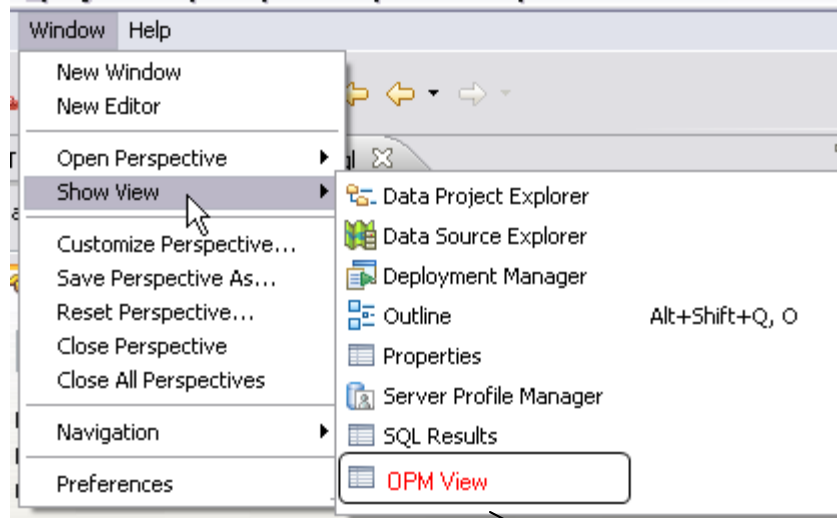 Window Help
New Window
New Editor
Open Perspective
Show View
Customize Perspective...
Save Perspective As...
Reset Perspective...
Close Perspective
Close All Perspectives
Navigation
Preferences
Data Project Explorer
Data Source Explorer
Deployment Manager
Outline Alt+Shift+Q, O
Properties
Server Profile Manager
SQL Results
OPM View